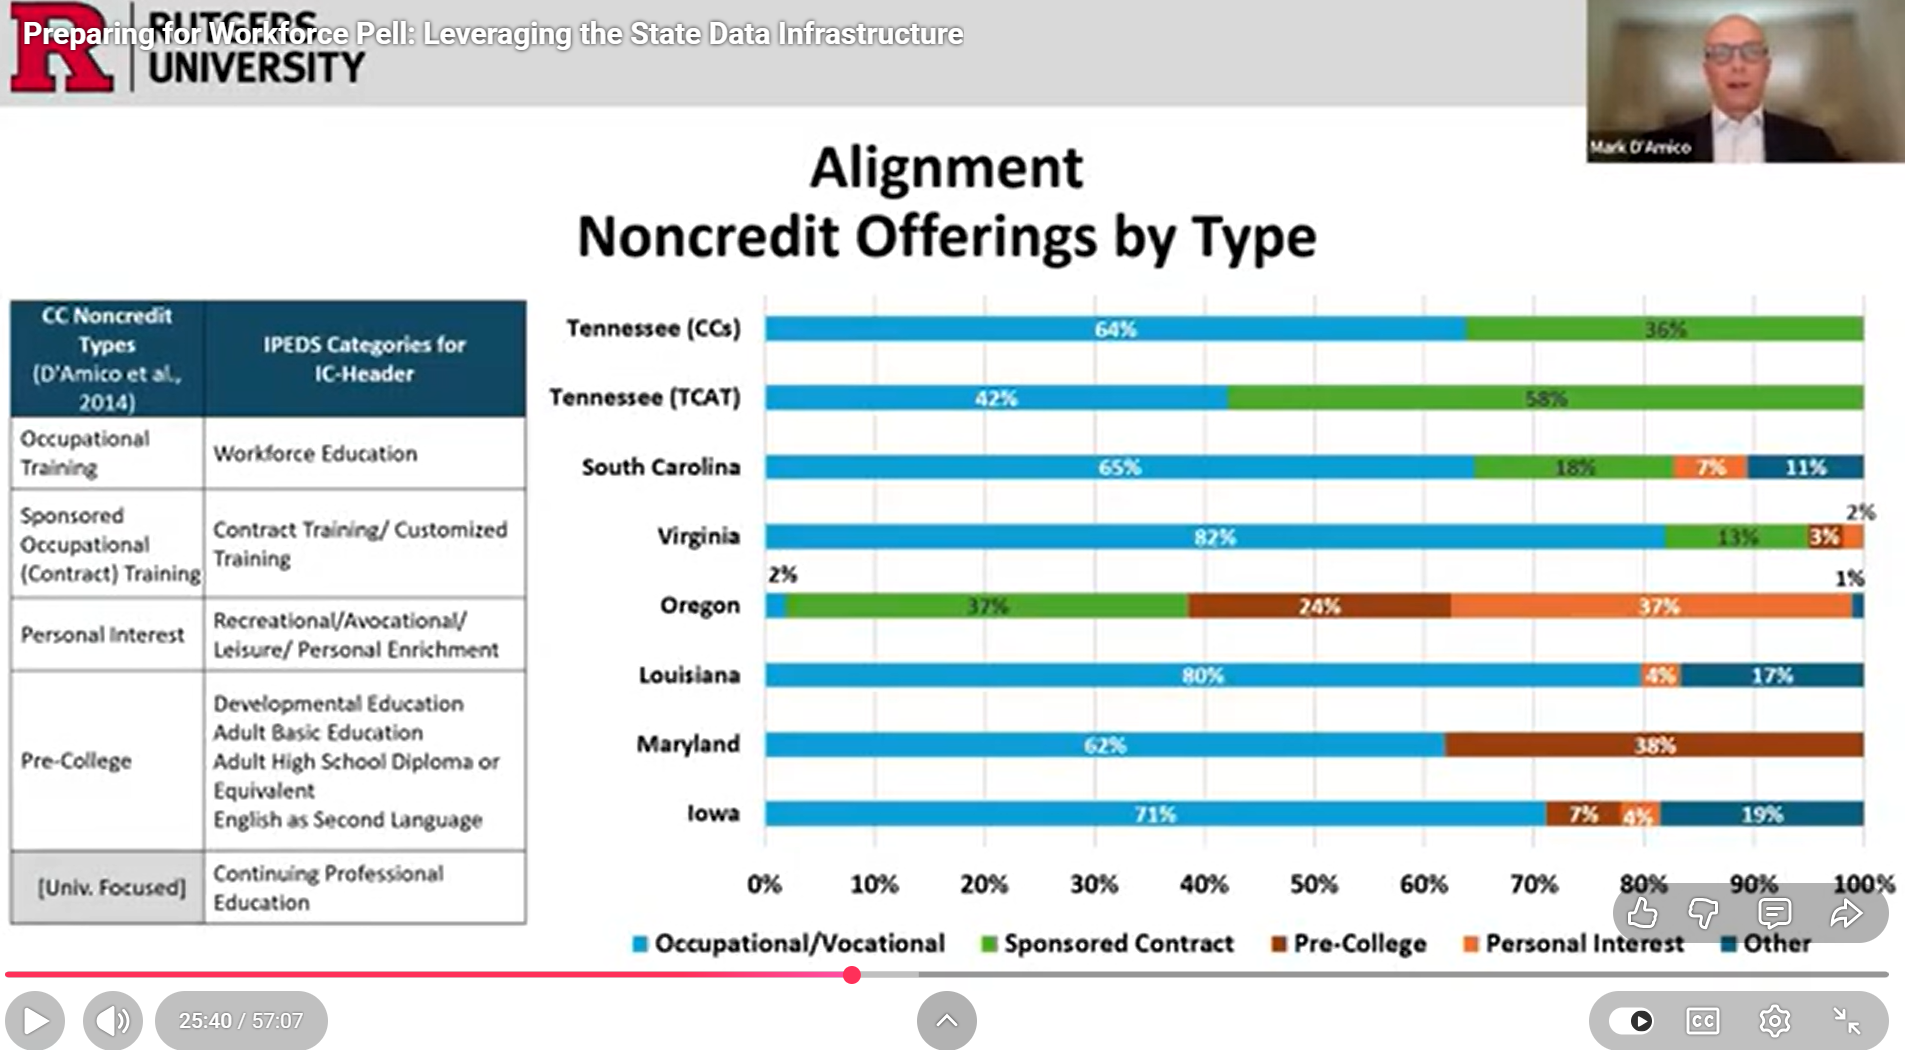 Preparing for Workforce Pell: Leveraging the State Data Infrastructure
RUTGERS
UNIVERSITY
Mark D'Amico
Alignment
Noncredit Offerings by Type
CC Noncredit
Types
(D'Amico et al.,
2014)
IPEDS Categories for
IC-Header
Occupational
Training
Workforce Education
Sponsored
Occupational
(Contract) Training
Contract Training/ Customized
Training
Personal Interest
Recreational/Avocational/
Leisure/ Personal Enrichment
Pre-College
Developmental Education
Adult Basic Education
Adult High School Diploma or
Equivalent
English as Second Language
[Univ. Focused]
Continuing Professional
Education
Tennessee (CCs) 64% 36%
Tennessee (TCAT) 42% 58%
South Carolina 65% 18% 7% 11%
2%
Virginia 82% 13% 3%
2% 1%
Oregon 37% 24% 37%
Louisiana 80% 4% 17%
Maryland 62% 38%
Iowa 71% 7% 4% 19%
0% 10% 20% 30% 40% 50% 60% 70% 80% 90% 100%
Occupational/Vocational Sponsored Contract Pre-College Personal Interest Other
25:40 / 57:07
CC